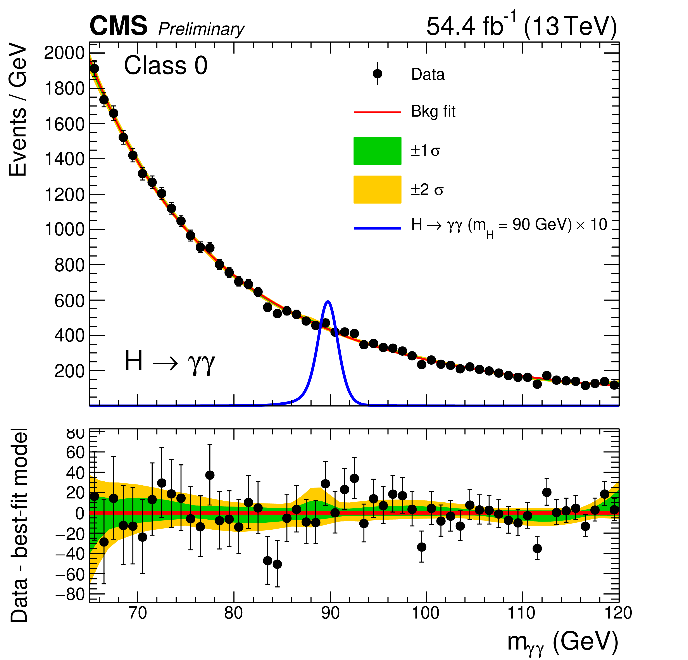 CMS Preliminary 54.4 fb⁻¹ (13 TeV)
Events / GeV
2000
1800
1600
1400
1200
1000
800
600
400
200
Class 0
Data
Bkg fit
±1σ
±2 σ
H → γγ (m_H = 90 GeV) × 10
H → γγ
Data - best-fit model
80
60
40
20
0
−20
−40
−60
−80
70 80 90 100 110 120
m_γγ (GeV)